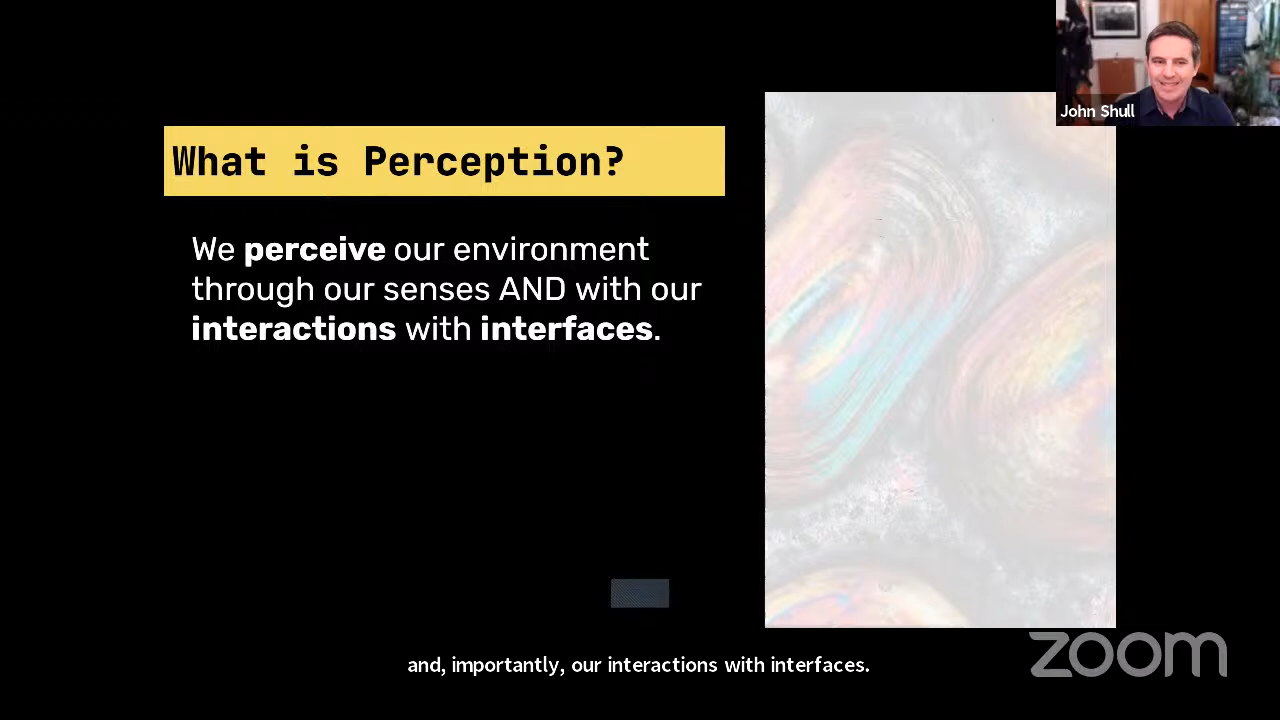 John Shull
What is Perception?
We perceive our environment
through our senses AND with our
interactions with interfaces.
and, importantly, our interactions with interfaces.
zoom